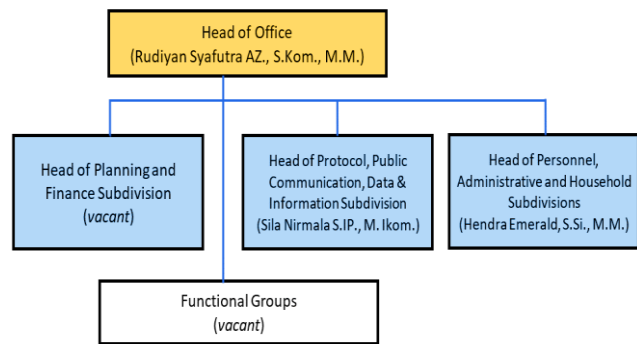 Head of Office
(Rudiyan Syafutra AZ., S.Kom., M.M.)
Head of Planning and
Finance Subdivision
(vacant)
Head of Protocol, Public
Communication, Data &
Information Subdivision
(Sila Nirmala S.IP., M. Ikom.)
Head of Personnel,
Administrative and Household
Subdivisions
(Hendra Emerald, S.Si., M.M.)
Functional Groups
(vacant)